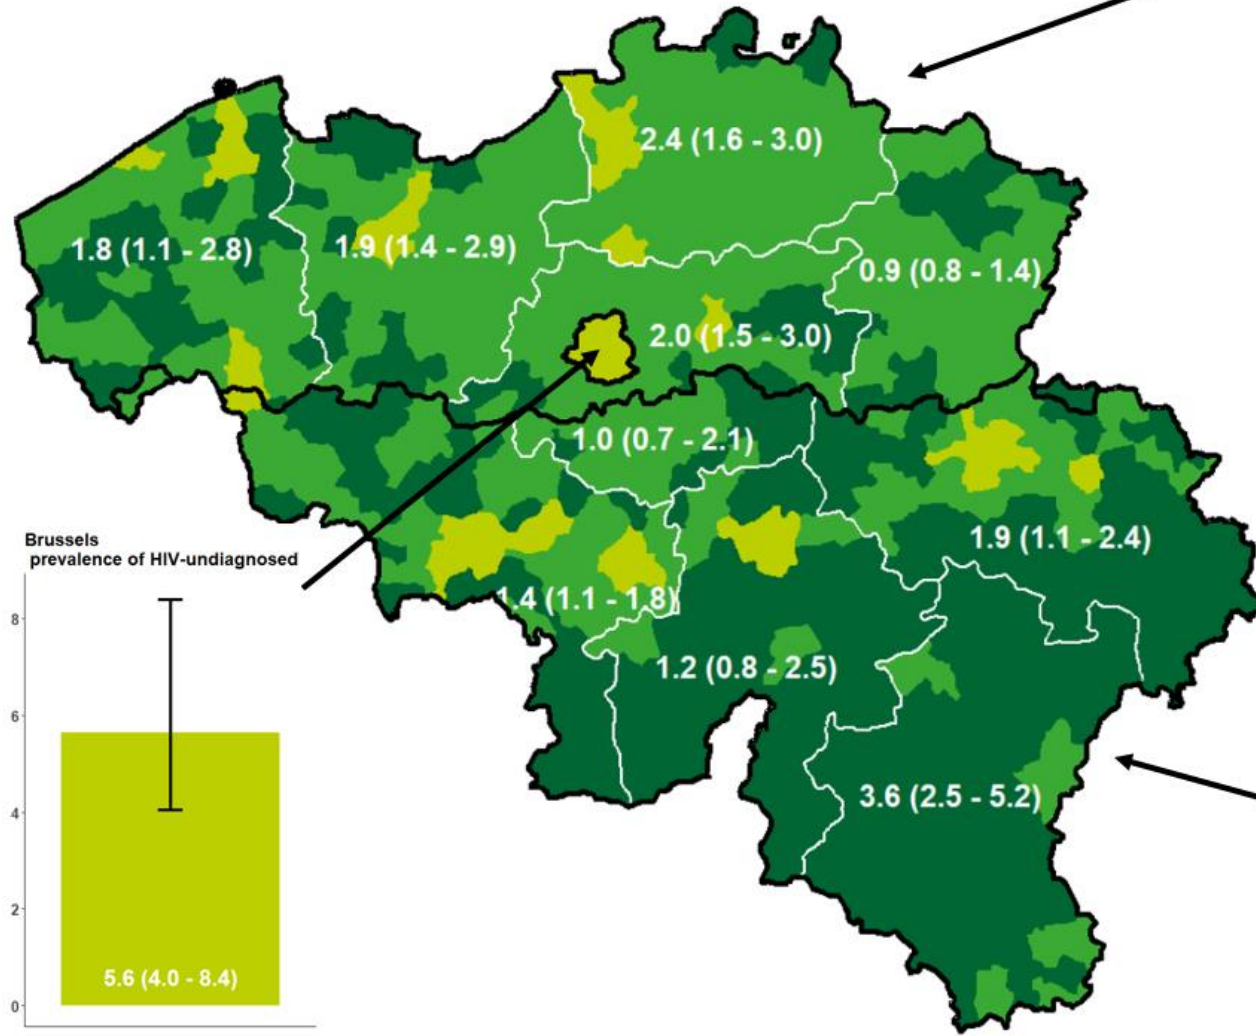 2.4 (1.6 - 3.0)
1.8 (1.1 - 2.8)
1.9 (1.4 - 2.9)
0.9 (0.8 - 1.4)
2.0 (1.5 - 3.0)
1.0 (0.7 - 2.1)
1.9 (1.1 - 2.4)
1.4 (1.1 - 1.8)
1.2 (0.8 - 2.5)
3.6 (2.5 - 5.2)
Brussels
prevalence of HIV-undiagnosed
8
6
4
2
0
5.6 (4.0 - 8.4)